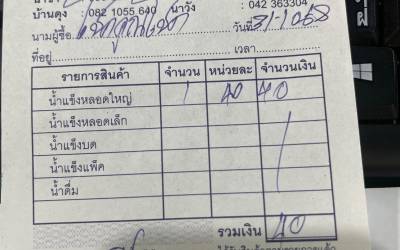 บ้านดุง : 082 1055 640 นาวัง : 042 363304
นามผู้ซื้อ วันที่ 31-10 68
ที่อยู่ เวลา
รายการสินค้า จำนวน หน่วยละ จำนวนเงิน
น้ำแข็งหลอดใหญ่ 1 40 40
น้ำแข็งหลอดเล็ก
น้ำแข็งบด
น้ำแข็งแพ็ค
น้ำดื่ม
รวมเงิน 40